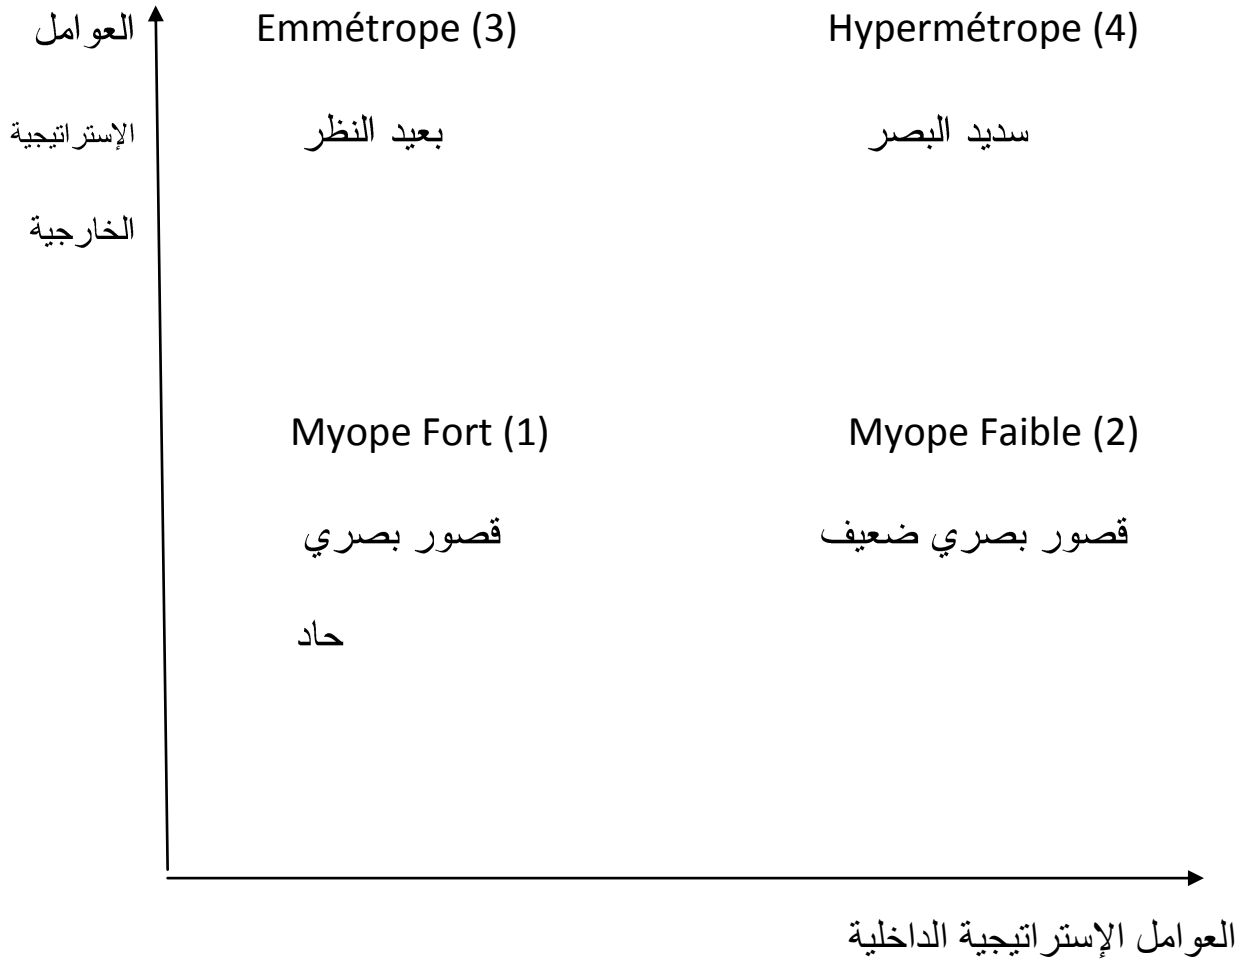 العوامل
الإستراتيجية
الخارجية
Emmétrope (3)
بعيد النظر
Hypermétrope (4)
سديد البصر
Myope Fort (1)
قصور بصري
حاد
Myope Faible (2)
قصور بصري ضعيف
العوامل الإستراتيجية الداخلية